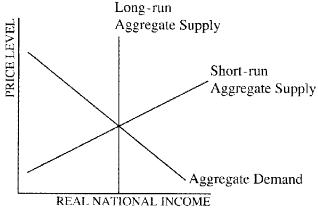 Long-run
Aggregate Supply
PRICE LEVEL
Short-run
Aggregate Supply
Aggregate Demand
REAL NATIONAL INCOME